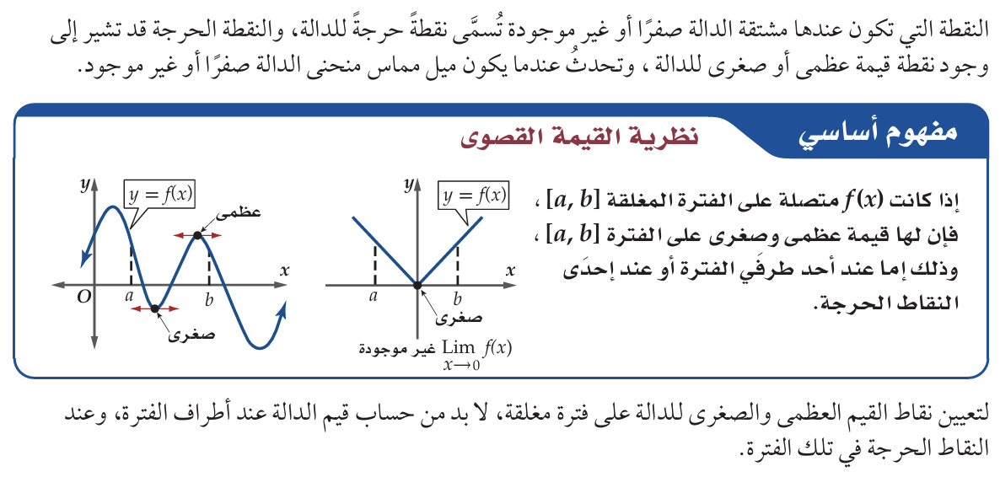 النقطة التي تكون عندها مشتقة الدالة صفرًا أو غير موجودة تُسمَّى نقطةً حرجةً للدالة، والنقطة الحرجة قد تشير إلى
وجود نقطة قيمة عظمى أو صغرى للدالة ، وتحدثُ عندما يكون ميل مماس منحنى الدالة صفرًا أو غير موجود.
مفهوم أساسي
نظرية القيمة القصوى
إذا كانت f(x) متصلة على الفترة المغلقة [a, b] ،
فإن لها قيمة عظمى وصغرى على الفترة [a, b] ،
وذلك إما عند أحد طرفَي الفترة أو عند إحدَى
النقاط الحرجة.
y
y = f(x)
x
a
b
صغرى
Lim f(x) غير موجودة
x→0
y
y = f(x)
عظمى
x
O
a
b
صغرى
لتعيين نقاط القيم العظمى والصغرى للدالة على فترة مغلقة، لا بد من حساب قيم الدالة عند أطراف الفترة، وعند
النقاط الحرجة في تلك الفترة.